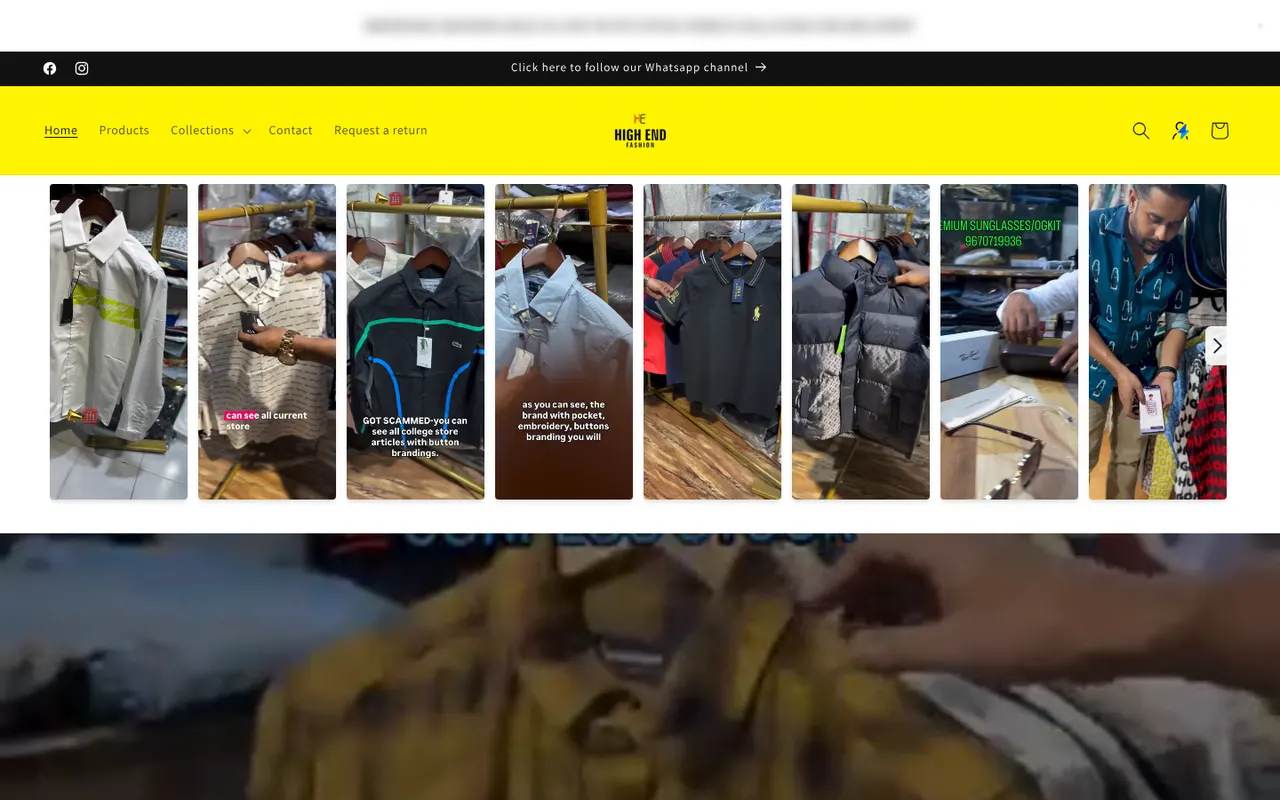 Click here to follow our Whatsapp channel →
Home
Products
Collections
Contact
Request a return
HE
HIGH END
FASHION
can see all current
store
GOT SCAMMED-you can
see all college store
articles with button
brandings.
as you can see, the
brand with pocket,
embroidery, buttons
branding you will
EMIUM SUNGLASSES/OGKIT
9670719936